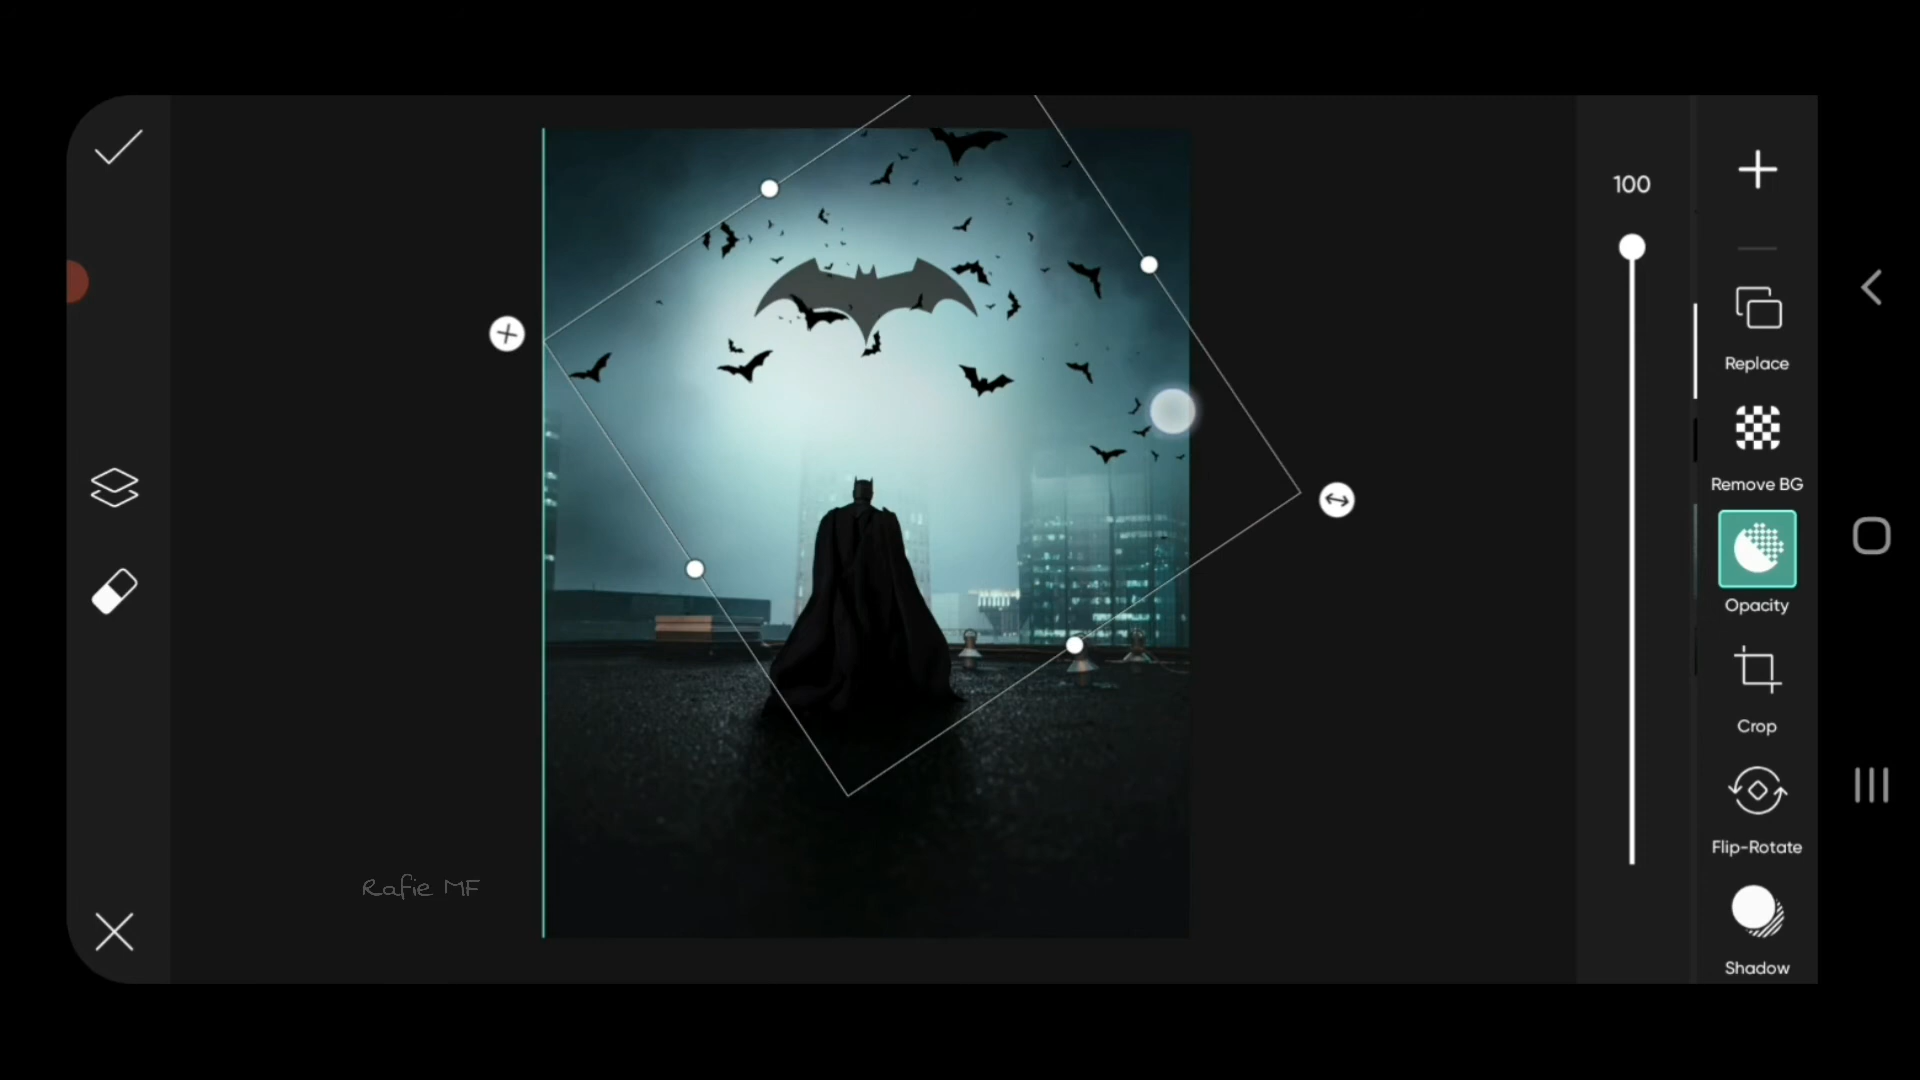 100
Replace
Remove BG
Opacity
Crop
Flip-Rotate
Shadow
Rafie MF